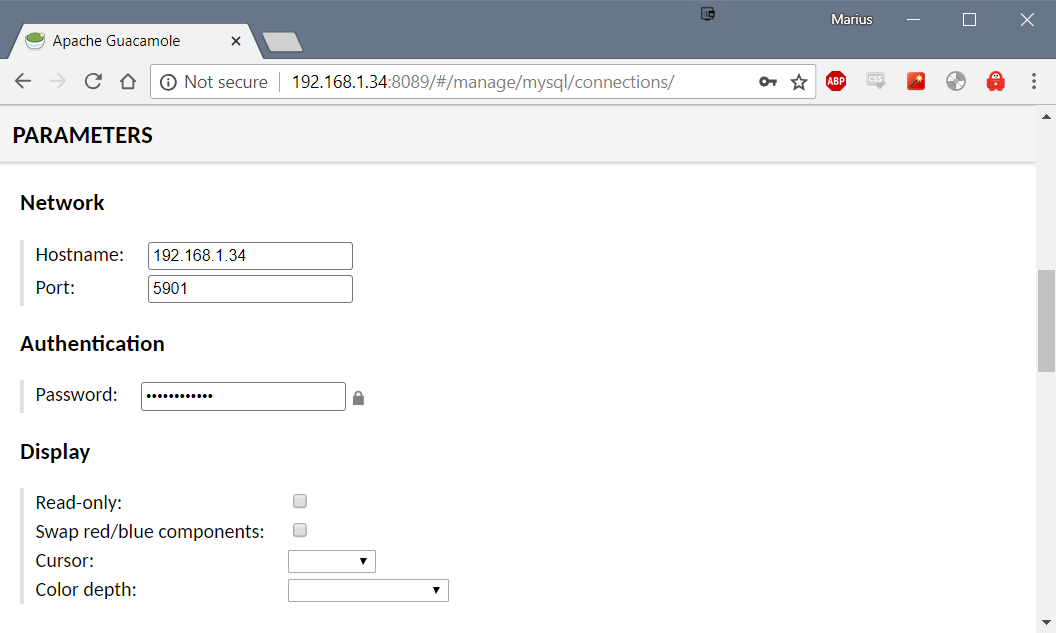 Marius
Apache Guacamole
Not secure 192.168.1.34:8089/#/manage/mysql/connections/
ABP
CSS
PARAMETERS
Network
Hostname: 192.168.1.34
Port: 5901
Authentication
Password: ••••••••••••
Display
Read-only:
Swap red/blue components:
Cursor:
Color depth: